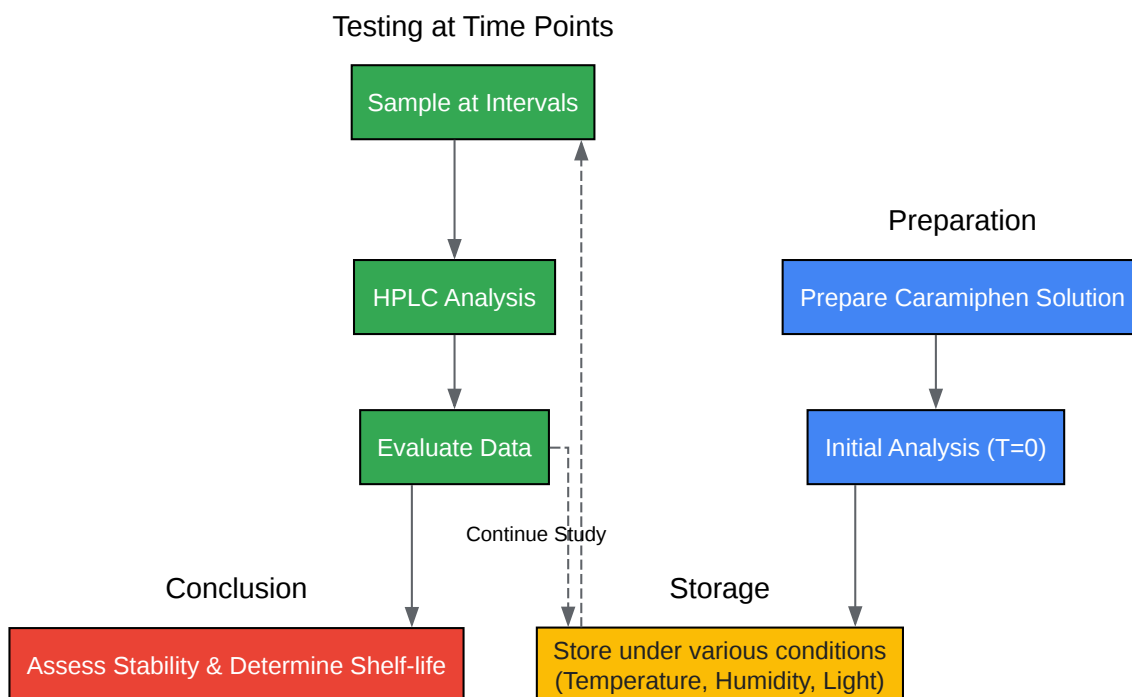 Testing at Time Points
Sample at Intervals
Preparation
HPLC Analysis
Prepare Caramiphen Solution
Evaluate Data
Initial Analysis (T=0)
Continue Study
Conclusion
Storage
Assess Stability & Determine Shelf-life
Store under various conditions
(Temperature, Humidity, Light)